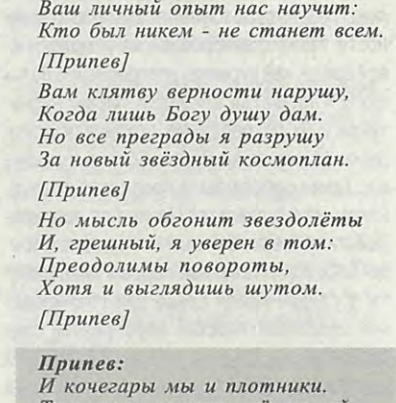 Ваш личный опыт нас научит:
Кто был никем - не станет всем.
[Припев]
Вам клятву верности нарушу,
Когда лишь Богу душу дам.
Но все преграды я разрушу
За новый звёздный космоплан.
[Припев]
Но мысль обгонит звездолёты
И, грешный, я уверен в том:
Преодолимы повороты,
Хотя и выглядишь шутом.
[Припев]
Припев:
И кочегары мы и плотники.